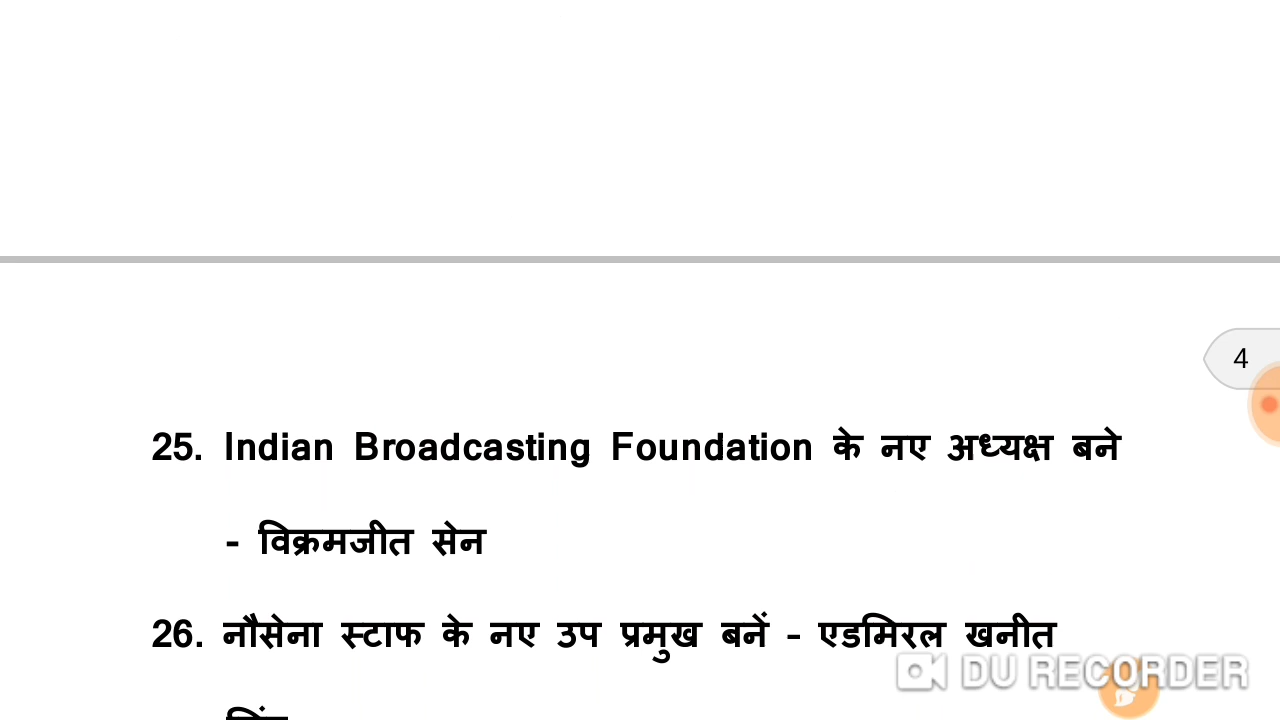 4
25. Indian Broadcasting Foundation के नए अध्यक्ष बने
- विक्रमजीत सेन
26. नौसेना स्टाफ के नए उप प्रमुख बनें - एडमिरल खनीत
DU RECORDER